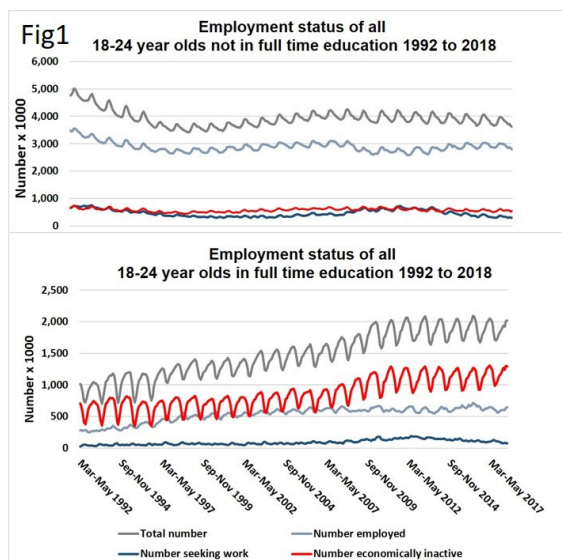 Fig1
Employment status of all
18-24 year olds not in full time education 1992 to 2018
Number x 1000
6,000
5,000
4,000
3,000
2,000
1,000
0
Employment status of all
18-24 year olds in full time education 1992 to 2018
Number x 1000
2,500
2,000
1,500
1,000
500
0
Mar-May 1992
Sep-Nov 1994
Mar-May 1997
Sep-Nov 1999
Mar-May 2002
Sep-Nov 2004
Mar-May 2007
Sep-Nov 2009
Mar-May 2012
Sep-Nov 2014
Mar-May 2017
Total number
Number employed
Number seeking work
Number economically inactive